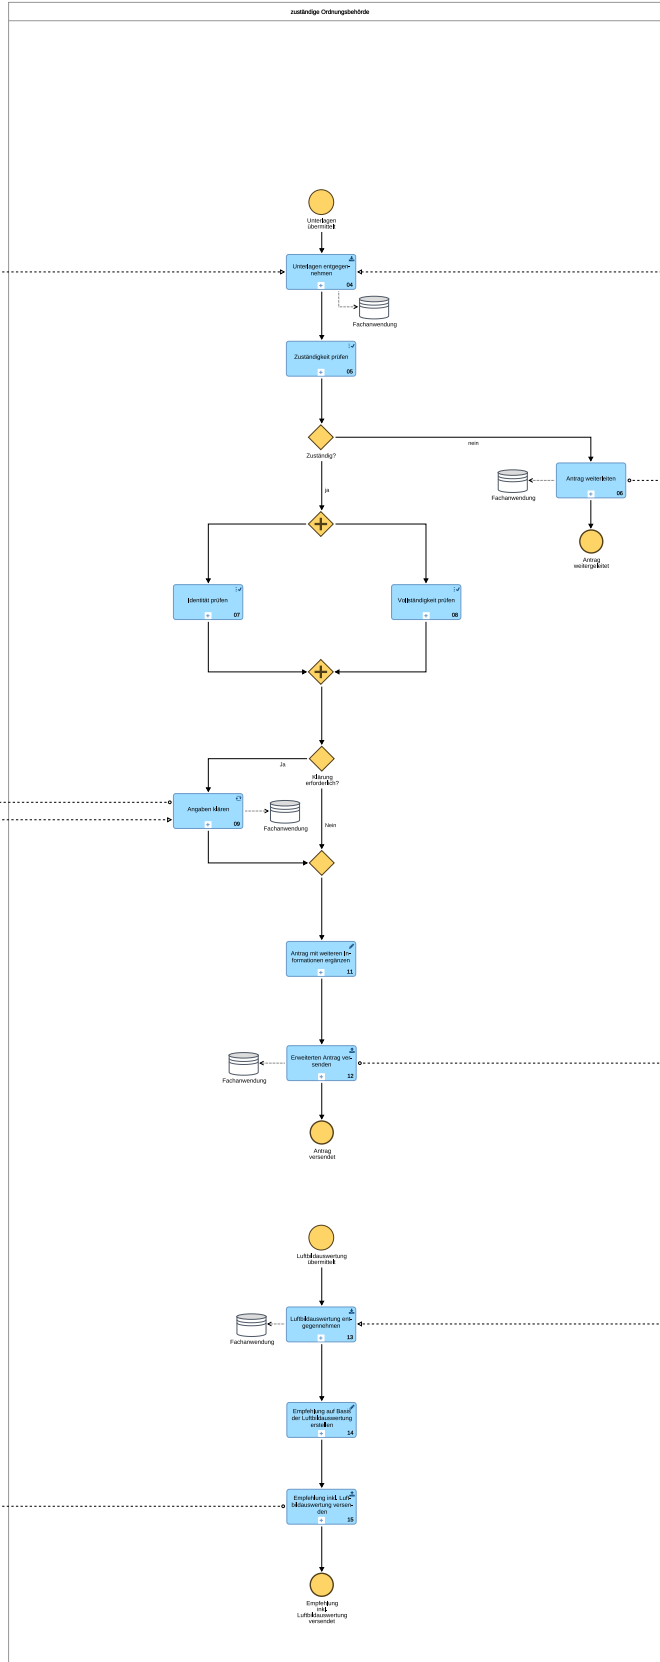 zuständige Ordnungsbehörde
Unterlagen
übermittelt
Unterlagen entgegen-
nehmen
04
Fachanwendung
Zuständigkeit prüfen
05
Zuständig?
nein
ja
Antrag weiterleiten
06
Fachanwendung
Antrag
weitergeleitet
Identität prüfen
07
Vollständigkeit prüfen
08
Klärung
erforderlich?
Ja
Nein
Angaben klären
09
Fachanwendung
Antrag mit weiteren In-
formationen ergänzen
11
Erweiterten Antrag ver-
senden
12
Fachanwendung
Antrag
versendet
Luftbildauswertung
übermittelt
Luftbildauswertung ent-
gegennehmen
13
Fachanwendung
Empfehlung auf Basis
der Luftbildauswertung
erstellen
14
Empfehlung inkl. Luft-
bildauswertung versen-
den
15
Empfehlung
inkl.
Luftbildauswertung
versendet